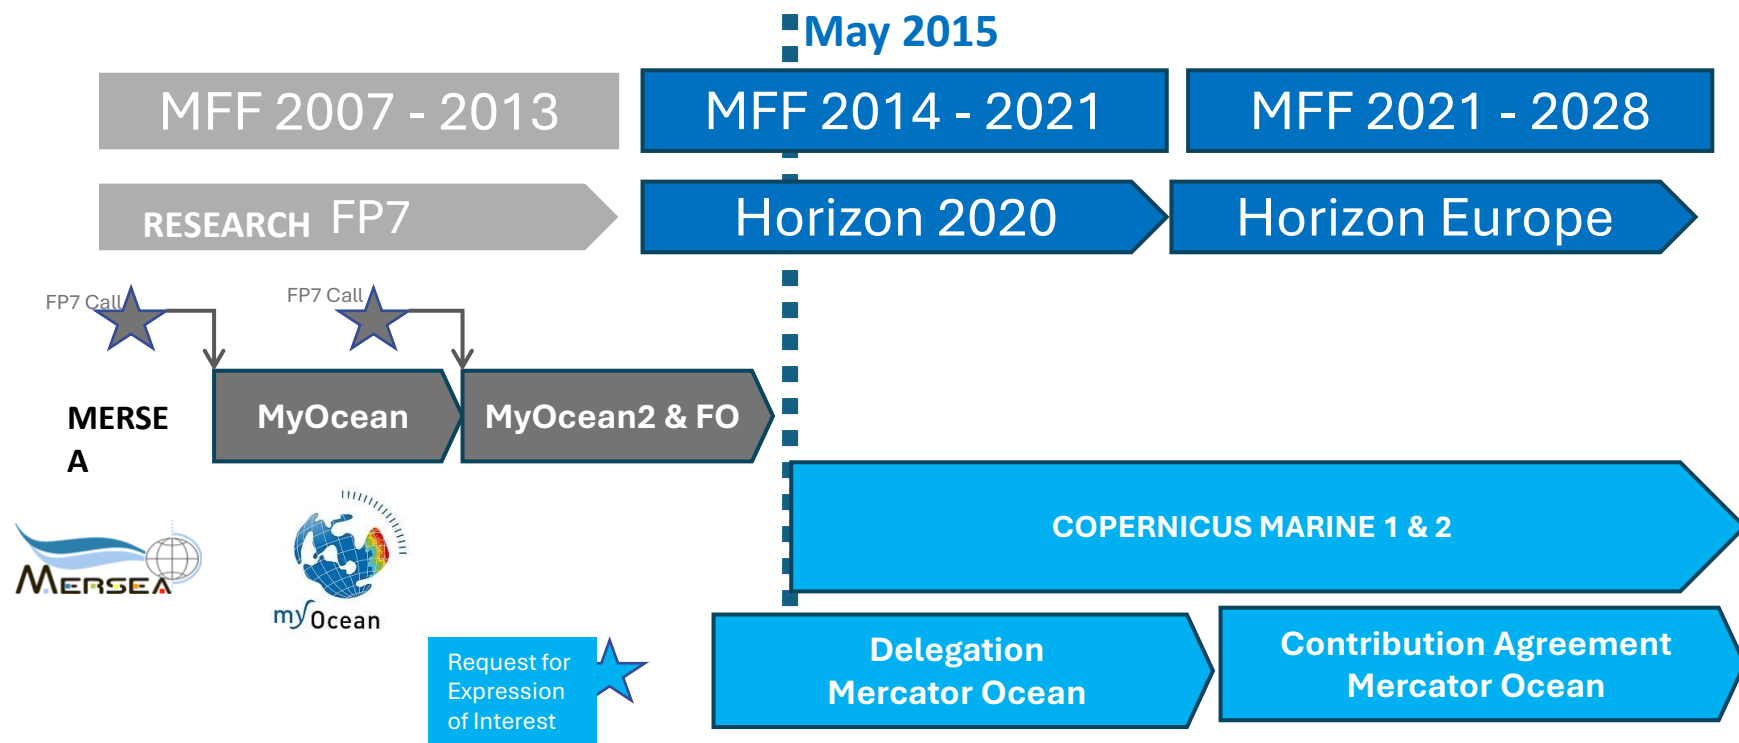 May 2015
MFF 2007 - 2013
MFF 2014 - 2021
MFF 2021 - 2028
RESEARCH FP7
Horizon 2020
Horizon Europe
FP7 Call
FP7 Call
MERSE
A
MyOcean
MyOcean2 & FO
COPERNICUS MARINE 1 & 2
MERSEA
myOcean
Request for
Expression
of Interest
Delegation
Mercator Ocean
Contribution Agreement
Mercator Ocean